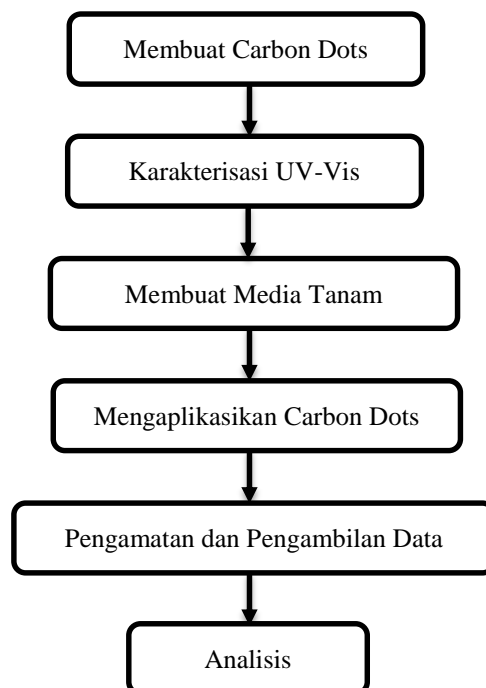 Membuat Carbon Dots
Karakterisasi UV-Vis
Membuat Media Tanam
Mengaplikasikan Carbon Dots
Pengamatan dan Pengambilan Data
Analisis